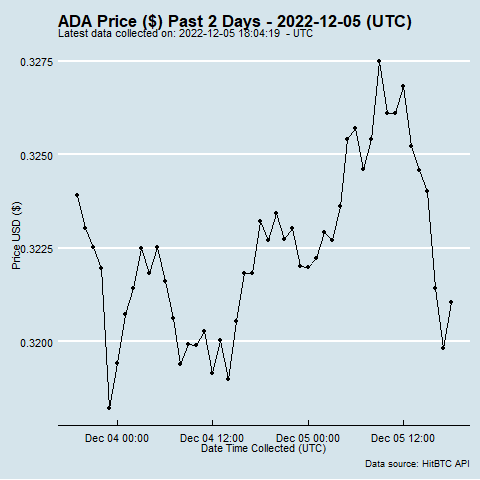 ADA Price ($) Past 2 Days - 2022-12-05 (UTC)
Latest data collected on: 2022-12-05 18:04:19  - UTC
0.3275
0.3250
0.3225
0.3200
Price USD ($)
Dec 04 00:00 Dec 04 12:00 Dec 05 00:00 Dec 05 12:00
Date Time Collected (UTC)
Data source: HitBTC API